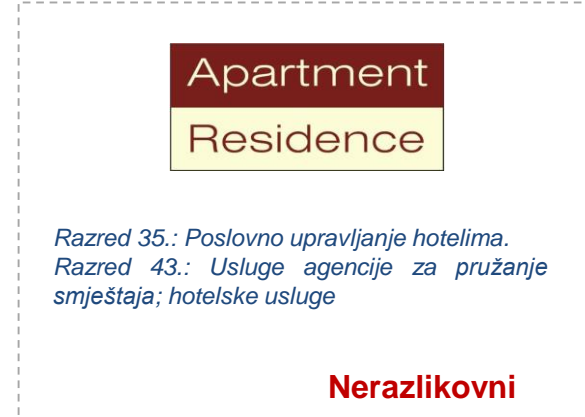 Apartment
Residence
Razred 35.: Poslovno upravljanje hotelima.
Razred 43.: Usluge agencije za pružanje
smještaja; hotelske usluge
Nerazlikovni